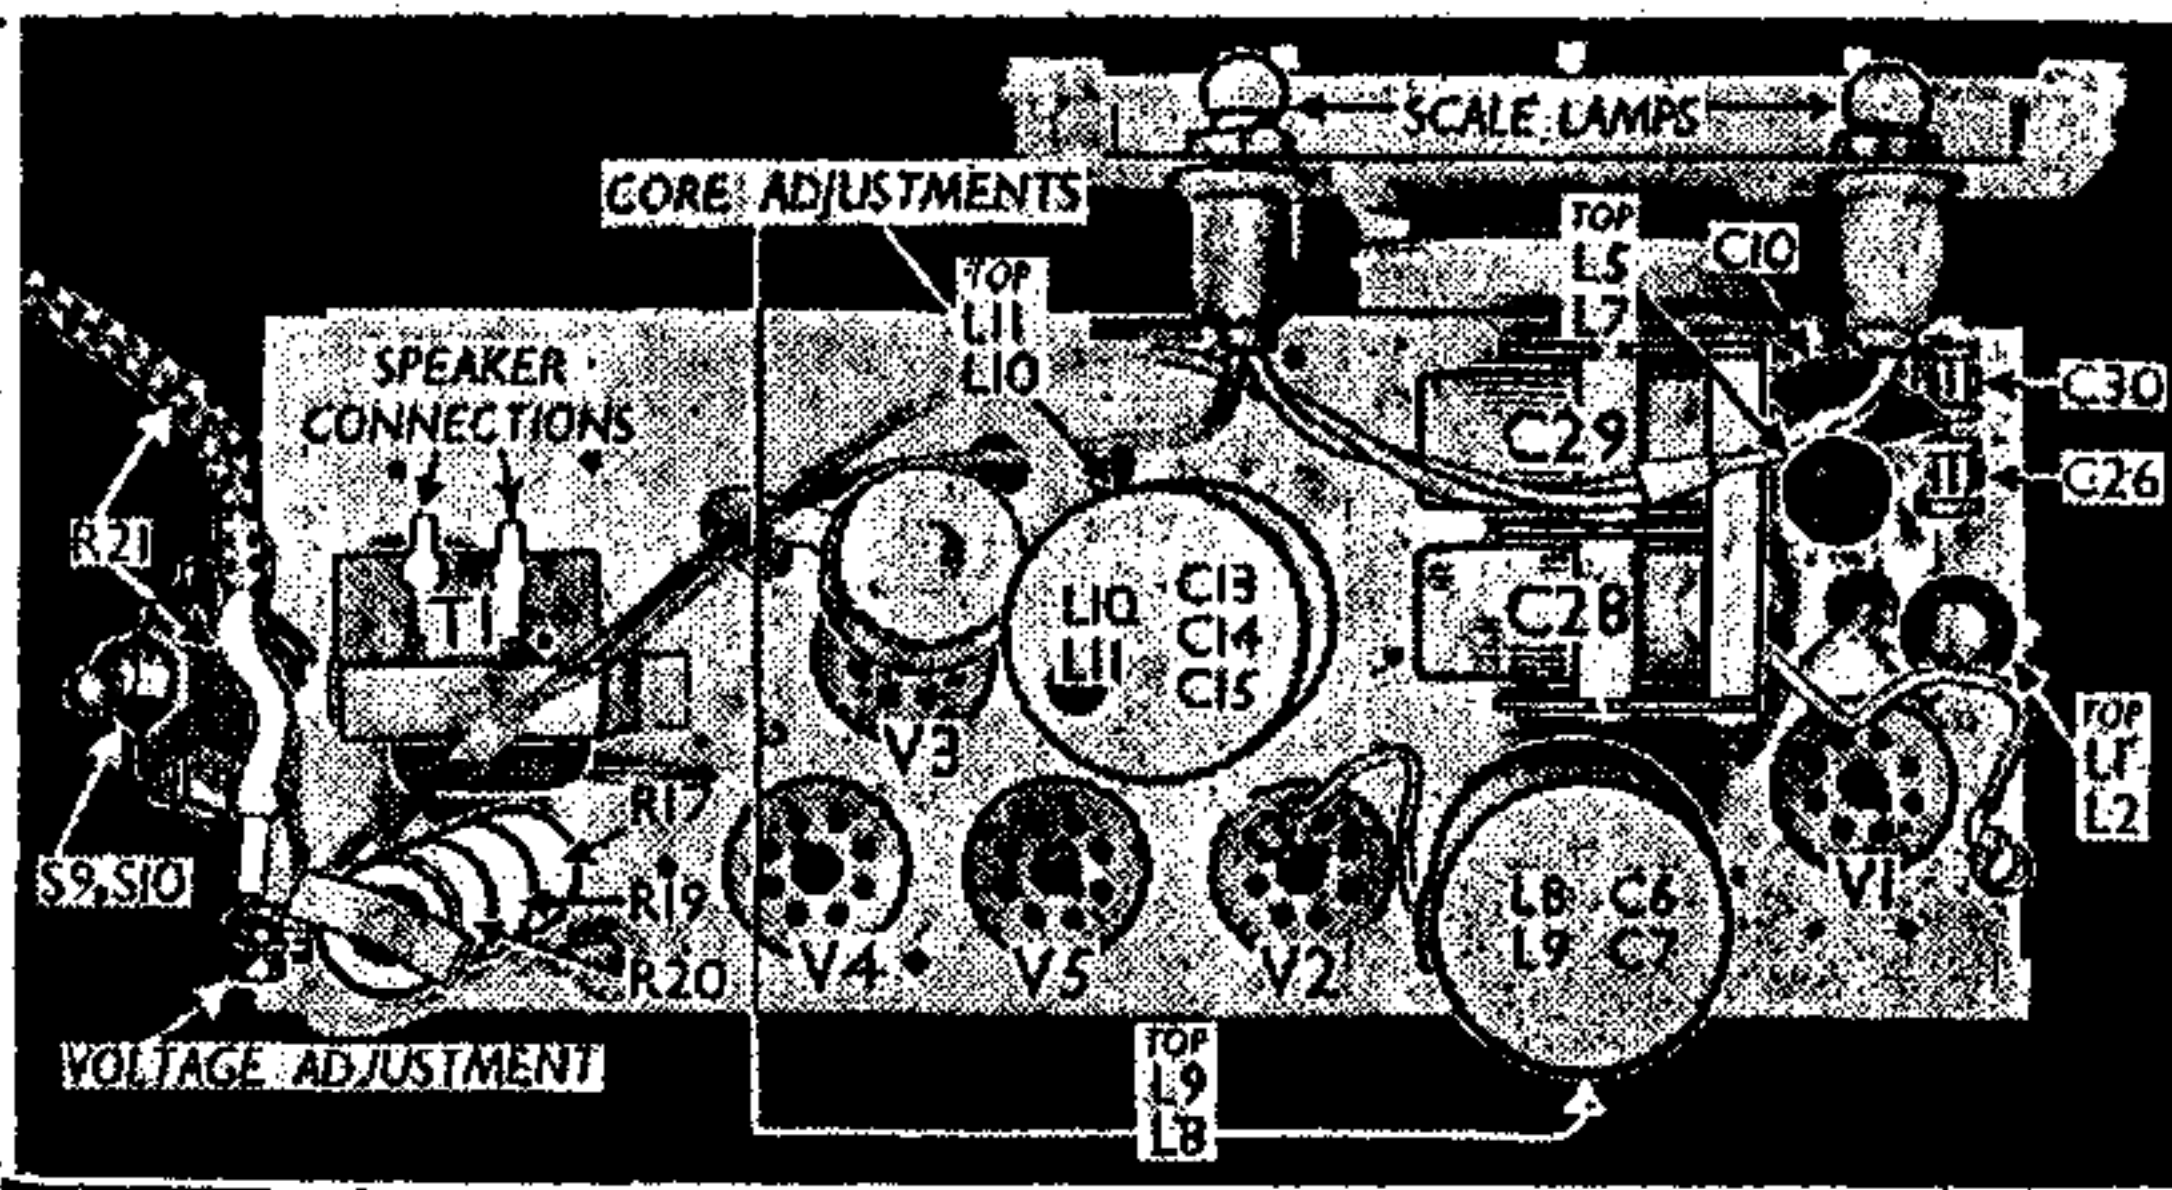 SCALE LAMPS
CORE ADJUSTMENTS
TOP
L5
L7
C10
TOP
L11
L10
SPEAKER
CONNECTIONS
C29
C30
C26
R21
T1
L10 C13
L11 C14
C15
C28
V3
TOP
L1
L2
R17
S9,S10
R19
R20
V4
V5
V2
L8 C6
L9 C7
V1
VOLTAGE ADJUSTMENT
TOP
L9
L8